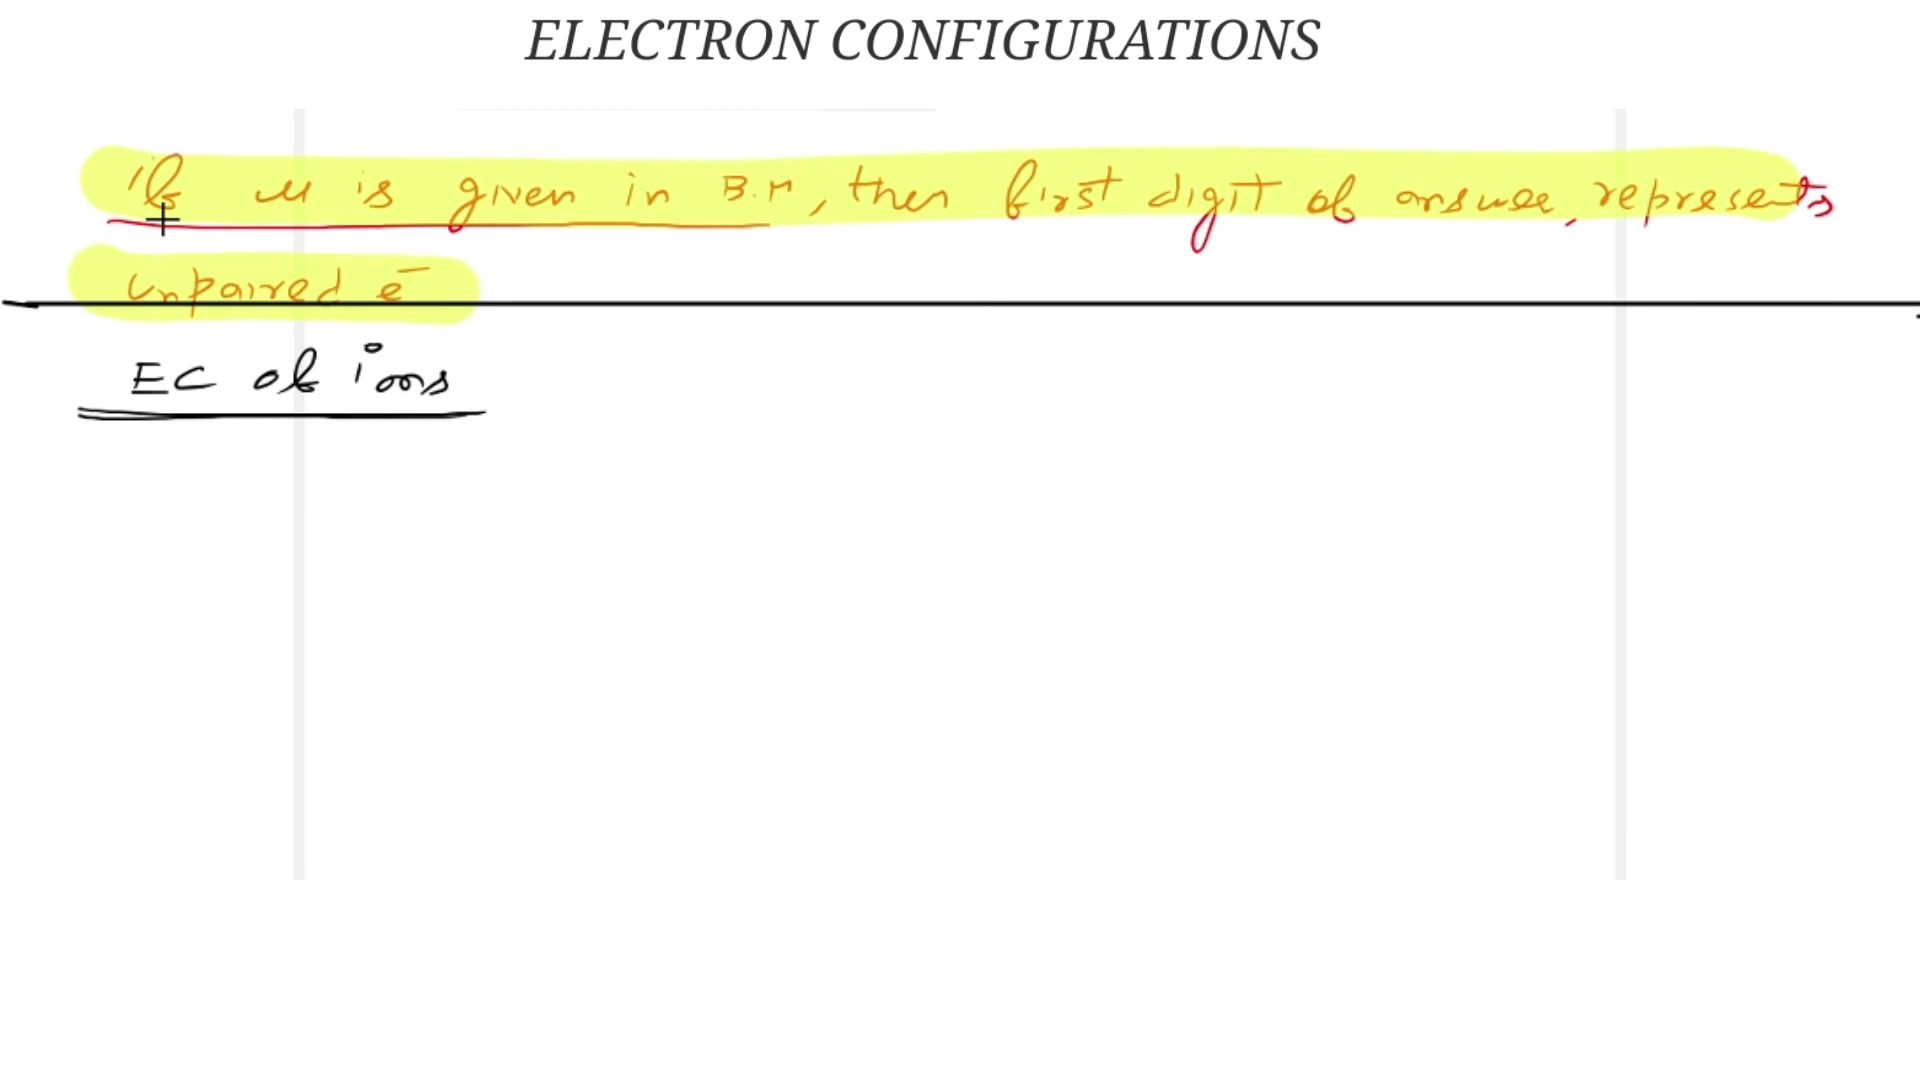 ELECTRON CONFIGURATIONS
If μ is given in B.M, then first digit of answer represents
unpaired e⁻
EC of ions